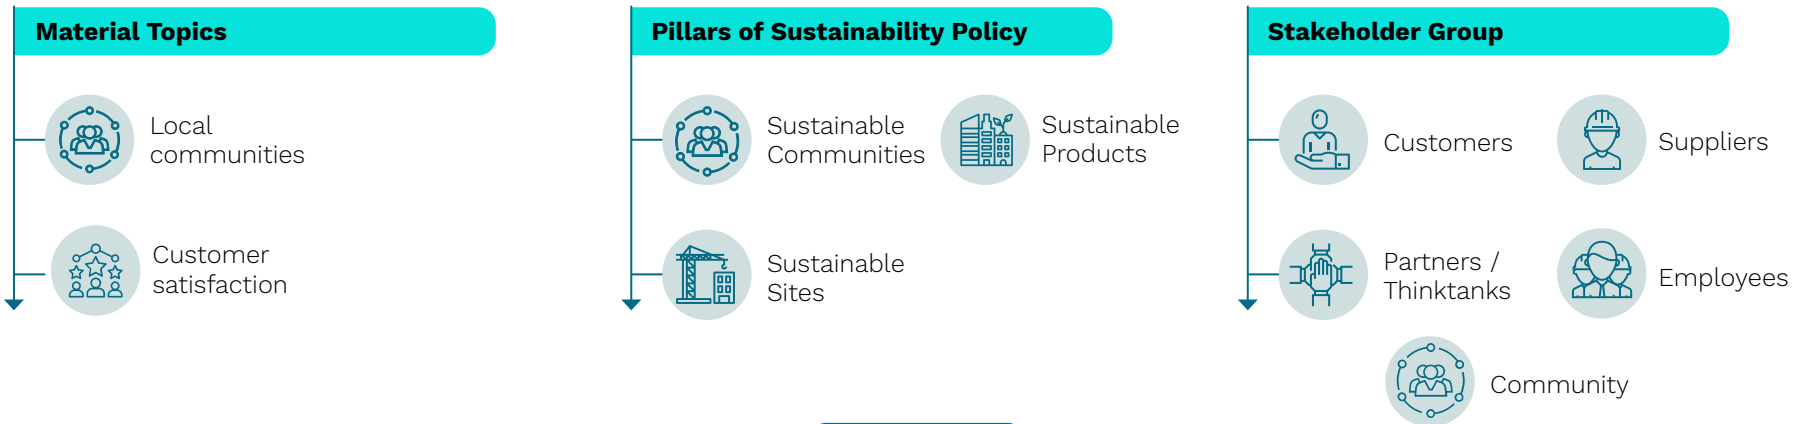 Material Topics
Local
communities
Customer
satisfaction
Pillars of Sustainability Policy
Sustainable
Communities
Sustainable
Products
Sustainable
Sites
Stakeholder Group
Customers
Suppliers
Partners /
Thinktanks
Employees
Community